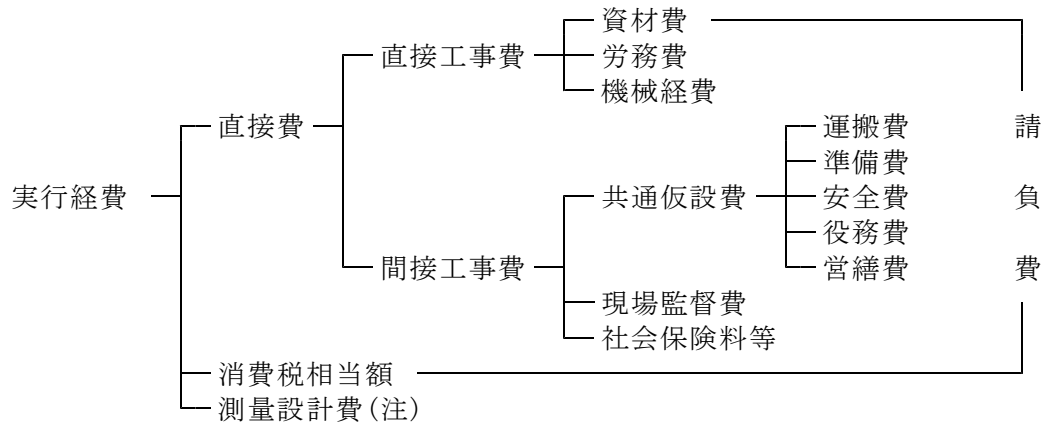 資材費
直接工事費 労務費
機械経費
直接費 運搬費 請
準備費
実行経費 共通仮設費 安全費 負
役務費
間接工事費 営繕費 費
現場監督費
社会保険料等
消費税相当額
測量設計費(注)